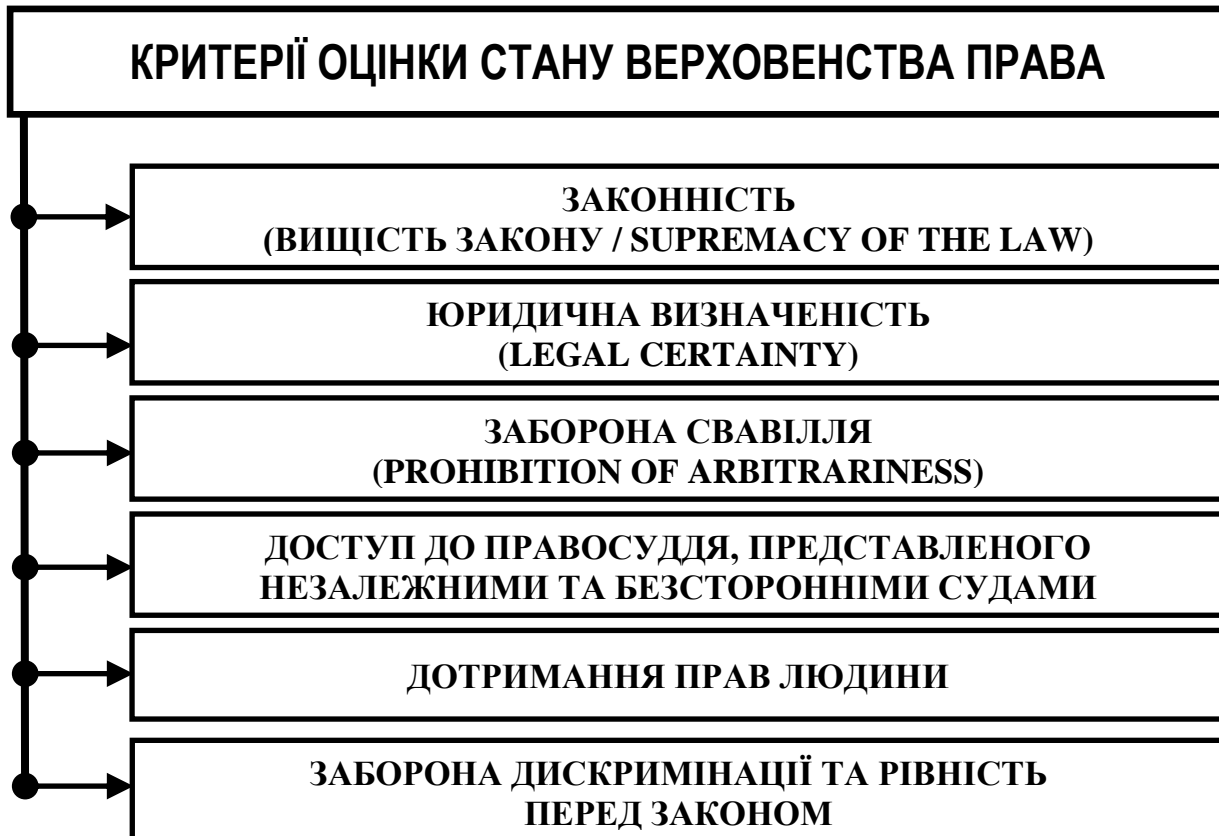 КРИТЕРІЇ ОЦІНКИ СТАНУ ВЕРХОВЕНСТВА ПРАВА
ЗАКОННІСТЬ
(ВИЩІСТЬ ЗАКОНУ / SUPREMACY OF THE LAW)
ЮРИДИЧНА ВИЗНАЧЕНІСТЬ
(LEGAL CERTAINTY)
ЗАБОРОНА СВАВІЛЛЯ
(PROHIBITION OF ARBITRARINESS)
ДОСТУП ДО ПРАВОСУДДЯ, ПРЕДСТАВЛЕНОГО
НЕЗАЛЕЖНИМИ ТА БЕЗСТОРОННІМИ СУДАМИ
ДОТРИМАННЯ ПРАВ ЛЮДИНИ
ЗАБОРОНА ДИСКРИМІНАЦІЇ ТА РІВНІСТЬ
ПЕРЕД ЗАКОНОМ